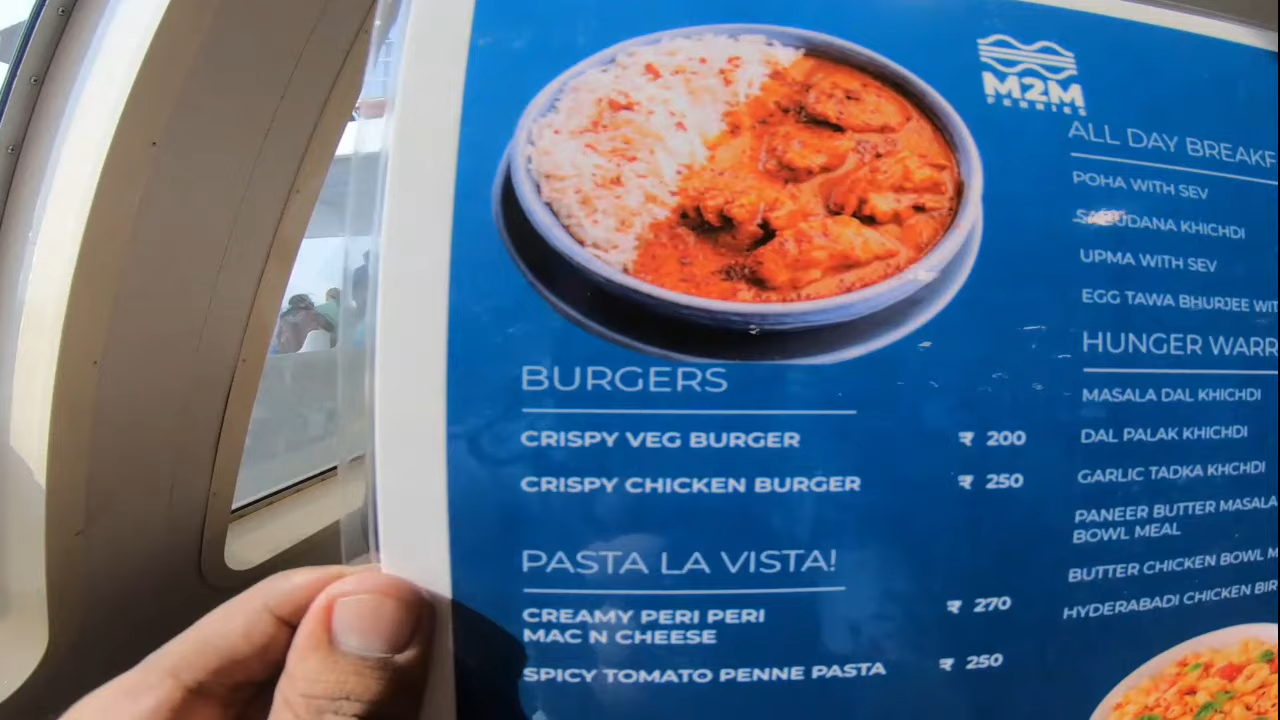 M2M
FERRIES
BURGERS
CRISPY VEG BURGER ₹ 200
CRISPY CHICKEN BURGER ₹ 250
PASTA LA VISTA!
CREAMY PERI PERI
MAC N CHEESE ₹ 270
SPICY TOMATO PENNE PASTA ₹ 250
ALL DAY BREAKF
POHA WITH SEV
SABUDANA KHICHDI
UPMA WITH SEV
EGG TAWA BHURJEE WIT
HUNGER WARR
MASALA DAL KHICHDI
DAL PALAK KHICHDI
GARLIC TADKA KHCHDI
PANEER BUTTER MASALA
BOWL MEAL
BUTTER CHICKEN BOWL M
HYDERABADI CHICKEN BIR